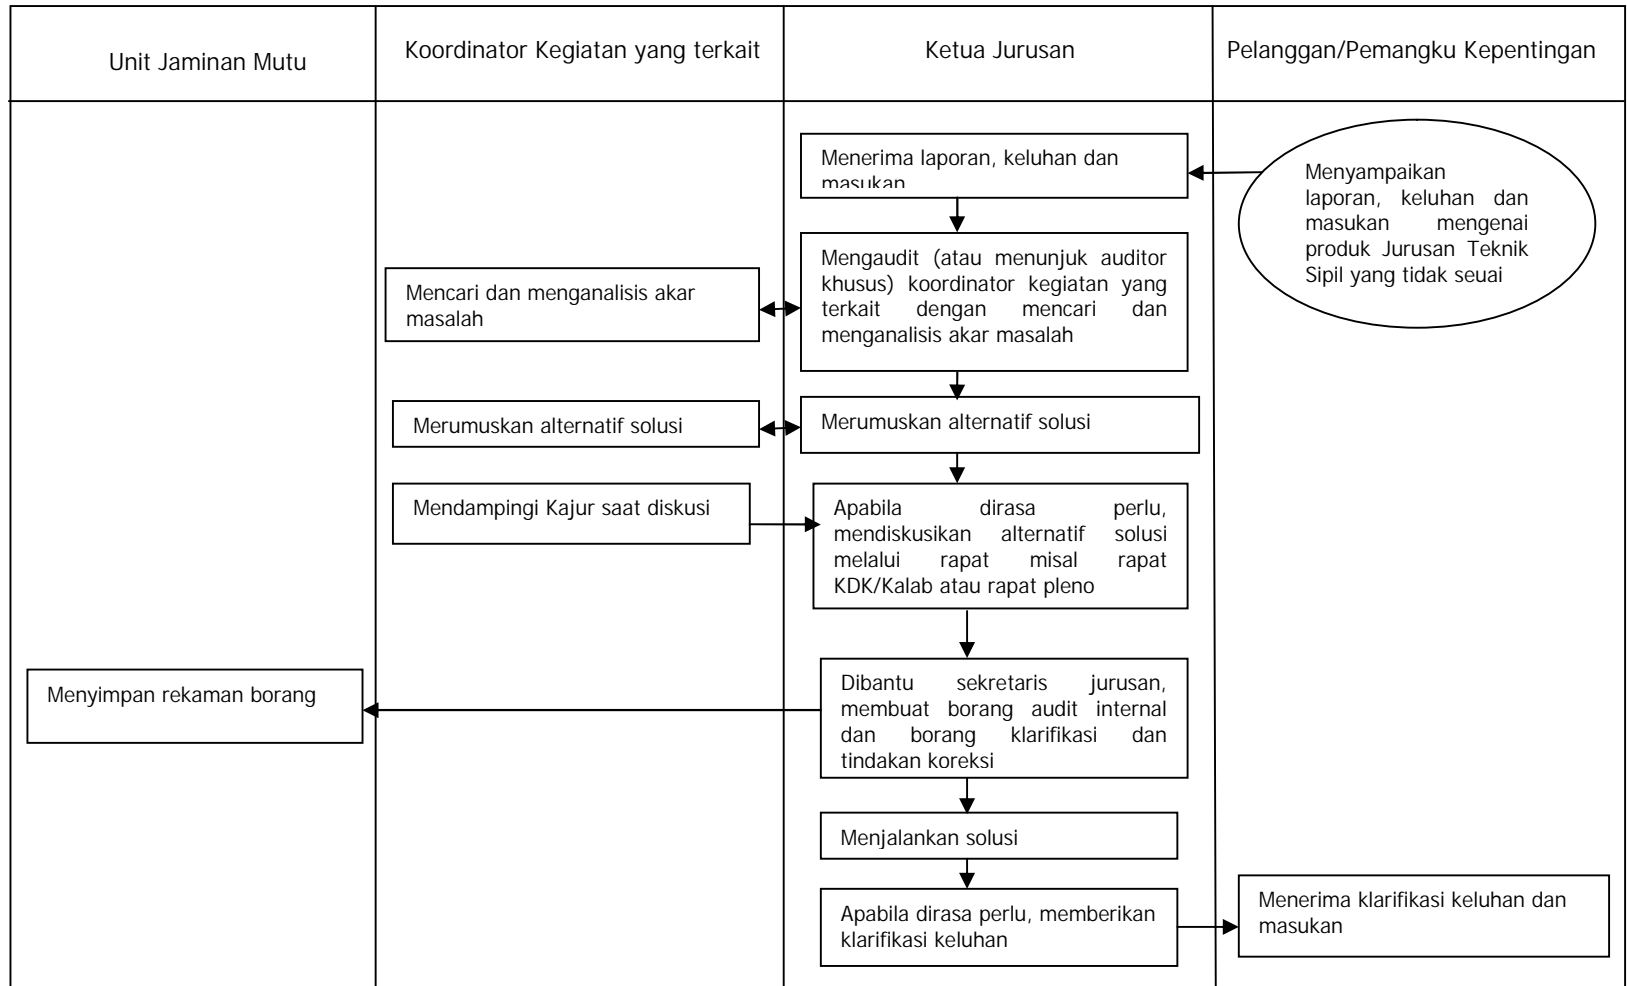 Unit Jaminan Mutu
Koordinator Kegiatan yang terkait
Ketua Jurusan
Pelanggan/Pemangku Kepentingan
Menerima laporan, keluhan dan
masukan
Menyampaikan
laporan, keluhan dan
masukan mengenai
produk Jurusan Teknik
Sipil yang tidak seuai
Mengaudit (atau menunjuk auditor
khusus) koordinator kegiatan yang
terkait dengan mencari dan
menganalisis akar masalah
Mencari dan menganalisis akar
masalah
Merumuskan alternatif solusi
Merumuskan alternatif solusi
Mendampingi Kajur saat diskusi
Apabila dirasa perlu,
mendiskusikan alternatif solusi
melalui rapat misal rapat
KDK/Kalab atau rapat pleno
Menyimpan rekaman borang
Dibantu sekretaris jurusan,
membuat borang audit internal
dan borang klarifikasi dan
tindakan koreksi
Menjalankan solusi
Apabila dirasa perlu, memberikan
klarifikasi keluhan
Menerima klarifikasi keluhan dan
masukan